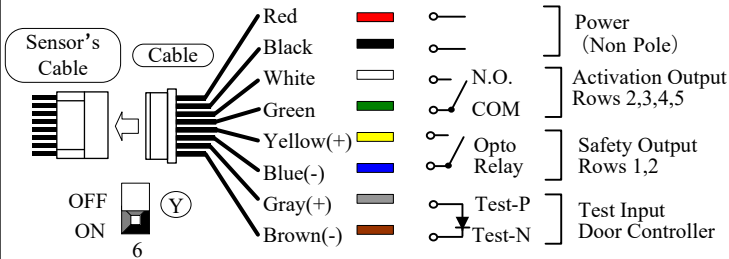 Sensor's
Cable
Cable
Red
Black
White
Green
Yellow(+)
Blue(-)
Gray(+)
Brown(-)
N.O.
COM
Opto
Relay
Test-P
Test-N
Power
(Non Pole)
Activation Output
Rows 2,3,4,5
Safety Output
Rows 1,2
Test Input
Door Controller
OFF
ON
6
Y